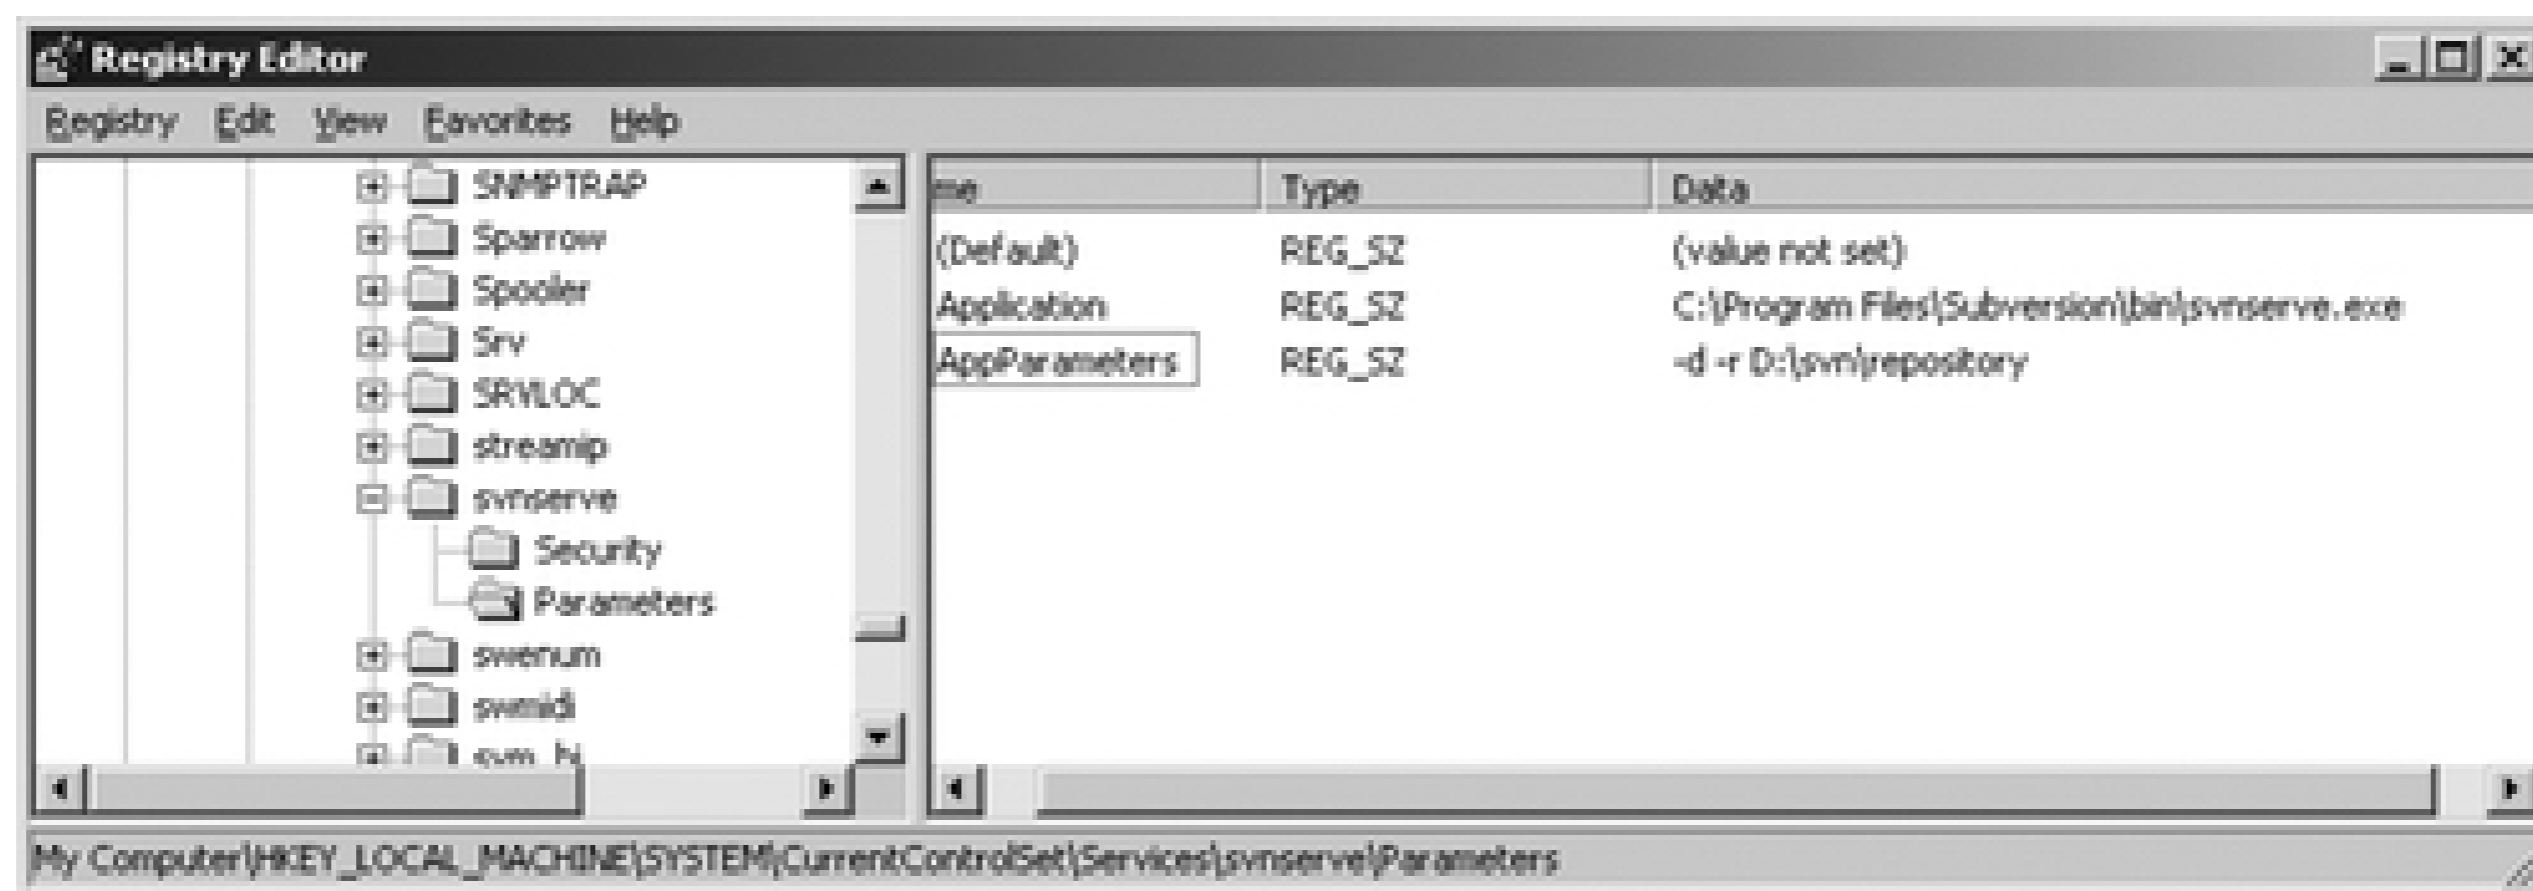 Registry Editor
Registry Edit View Favorites Help
SNMPTRAP
Sparrow
Spooler
Srv
SRVLOC
streamip
svnserve
Security
Parameters
swenum
swmidi
me Type Data
(Default) REG_SZ (value not set)
Application REG_SZ C:\Program Files\Subversion\bin\svnserve.exe
AppParameters REG_SZ -d -r D:\svn\repository
My Computer\HKEY_LOCAL_MACHINE\SYSTEM\CurrentControlSet\Services\svnserve\Parameters